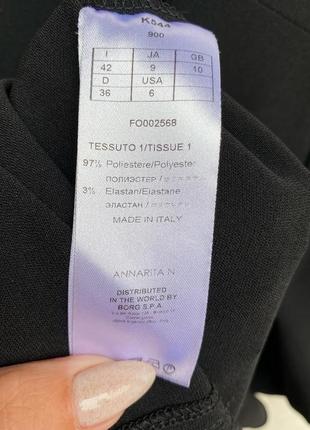 K544
900
I JA GB
42 9 10
D USA
36 6
FO002568
TESSUTO 1/TISSUE 1
97% Poliestere/Polyester
ПОЛИЭСТЕР /
3% Elastan/Elastane
ЭЛАСТАН /
MADE IN ITALY
ANNARITA N
DISTRIBUTED
IN THE WORLD BY
BORG S.P.A.